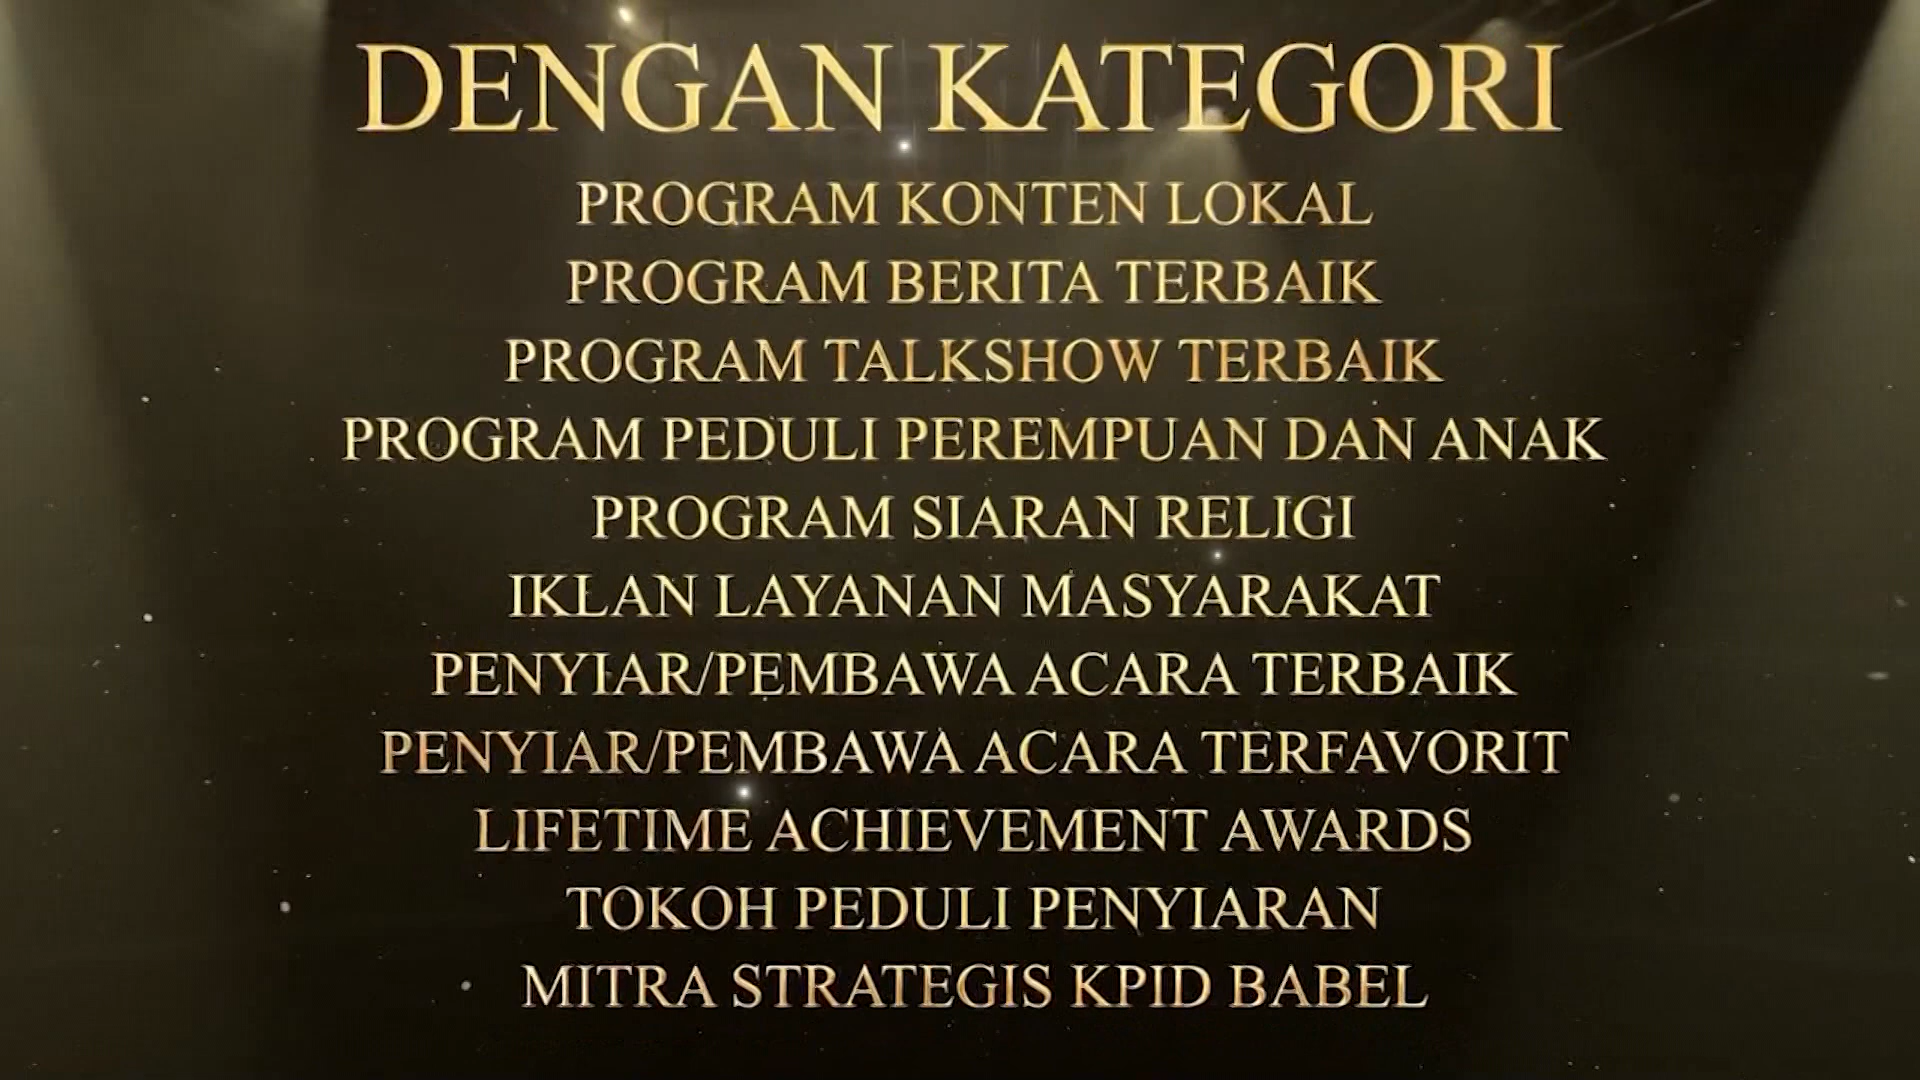 DENGAN KATEGORI
PROGRAM KONTEN LOKAL
PROGRAM BERITA TERBAIK
PROGRAM TALKSHOW TERBAIK
PROGRAM PEDULI PEREMPUAN DAN ANAK
PROGRAM SIARAN RELIGI
IKLAN LAYANAN MASYARAKAT
PENYIAR/PEMBAWA ACARA TERBAIK
PENYIAR/PEMBAWA ACARA TERFAVORIT
LIFETIME ACHIEVEMENT AWARDS
TOKOH PEDULI PENYIARAN
MITRA STRATEGIS KPID BABEL